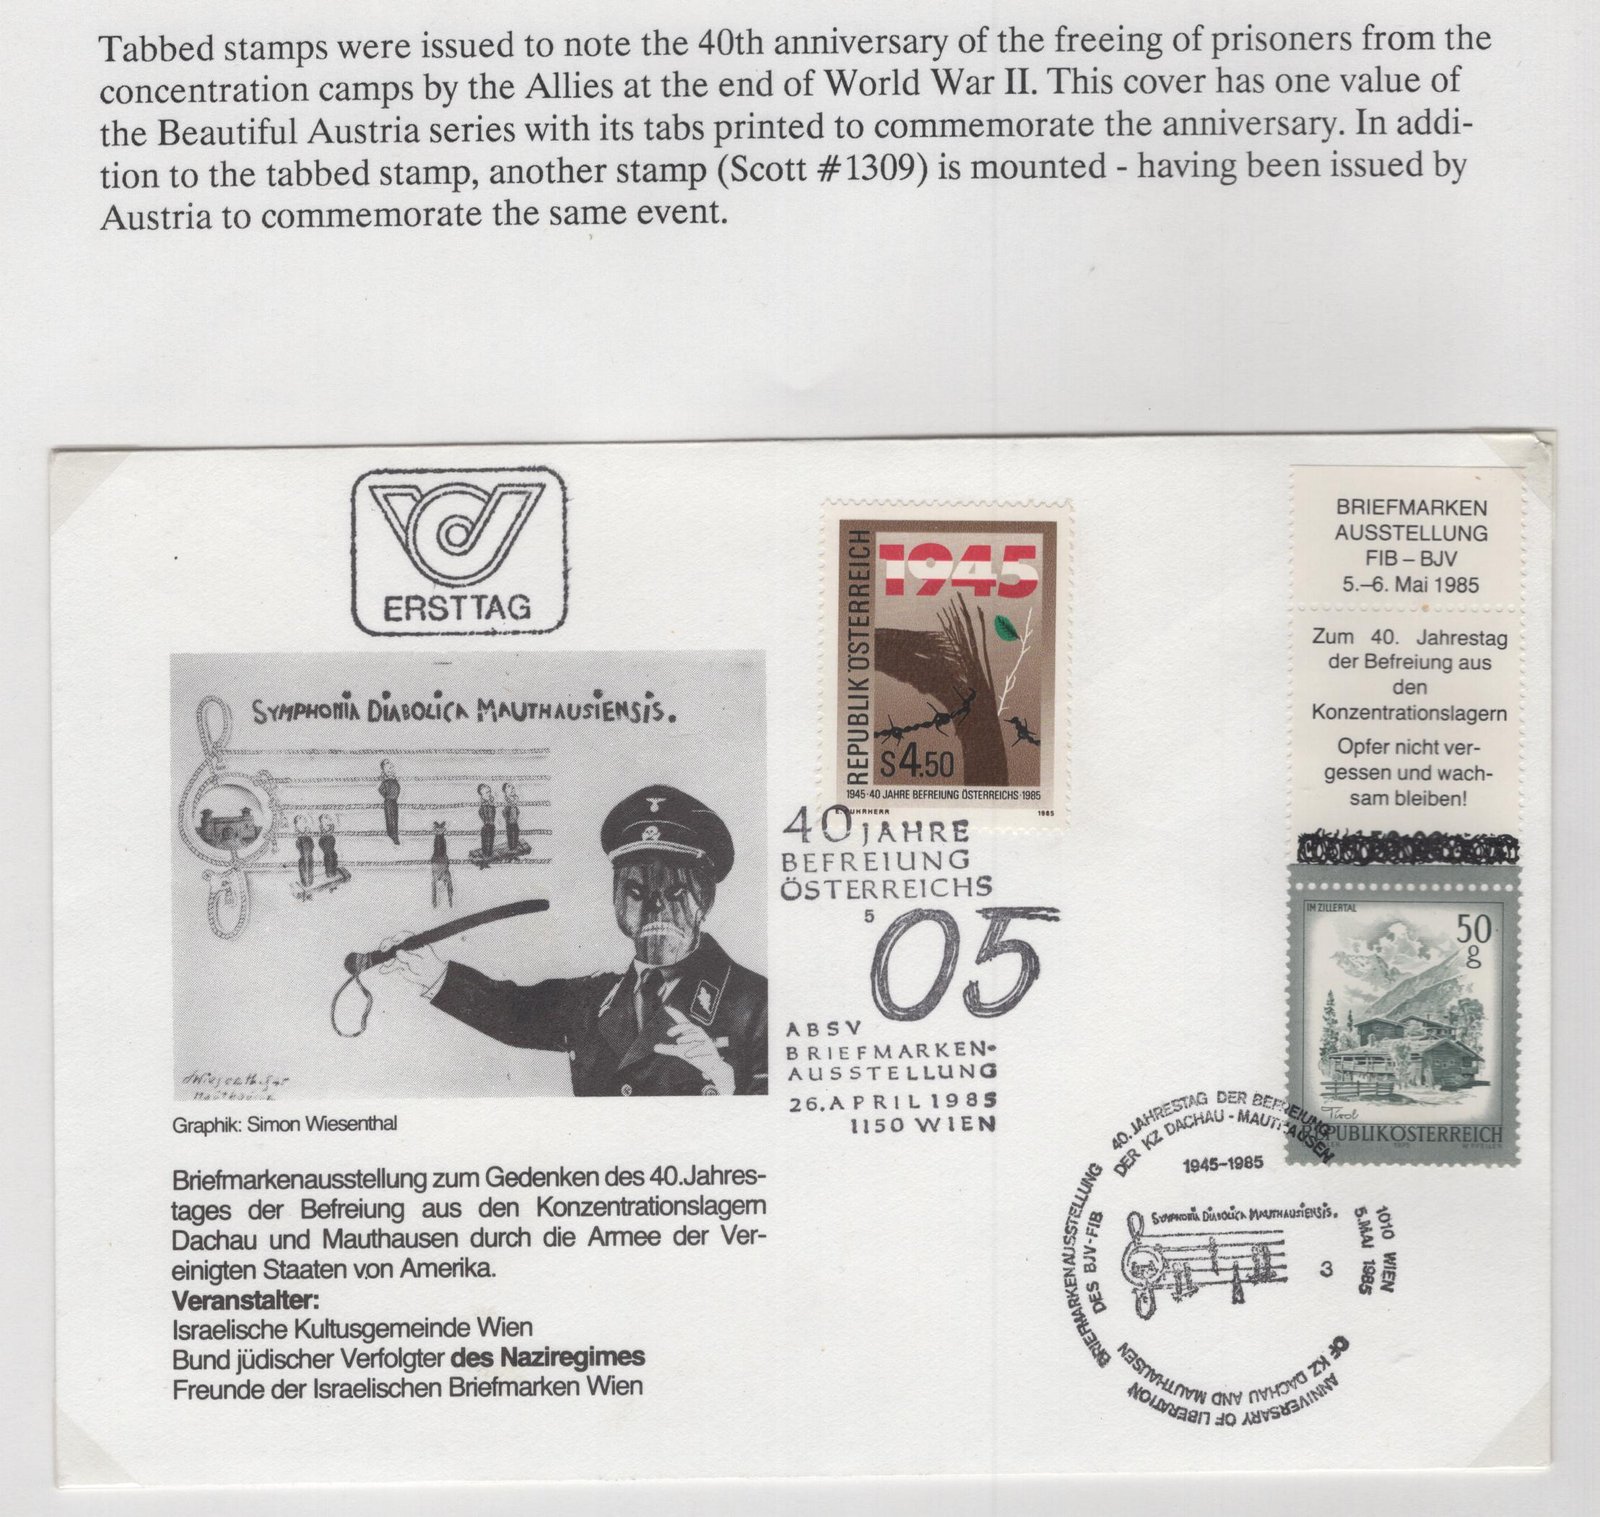 Tabbed stamps were issued to note the 40th anniversary of the freeing of prisoners from the
concentration camps by the Allies at the end of World War II. This cover has one value of
the Beautiful Austria series with its tabs printed to commemorate the anniversary. In addi-
tion to the tabbed stamp, another stamp (Scott #1309) is mounted - having been issued by
Austria to commemorate the same event.
ERSTTAG
SYMPHONIA DIABOLICA MAUTHAUSIENSIS.
Graphik: Simon Wiesenthal
Briefmarkenausstellung zum Gedenken des 40.Jahres-
tages der Befreiung aus den Konzentrationslagern
Dachau und Mauthausen durch die Armee der Ver-
einigten Staaten von Amerika.
Veranstalter:
Israelische Kultusgemeinde Wien
Bund jüdischer Verfolgter des Naziregimes
Freunde der Israelischen Briefmarken Wien
1945
REPUBLIK ÖSTERREICH
S4.50
1945·40 JAHRE BEFREIUNG ÖSTERREICHS·1985
1985
40 JAHRE
BEFREIUNG
ÖSTERREICHS
5
05
ABSV
BRIEFMARKEN-
AUSSTELLUNG
26.APRIL 1985
1150 WIEN
BRIEFMARKEN
AUSSTELLUNG
FIB – BJV
5.–6. Mai 1985
Zum 40. Jahrestag
der Befreiung aus
den
Konzentrationslagern
Opfer nicht ver-
gessen und wach-
sam bleiben!
IM ZILLERTAL
50
g
Tirol
REPUBLIK ÖSTERREICH
40. JAHRESTAG DER BEFREIUNG
DER KZ DACHAU - MAUTHAUSEN
1945-1985
BRIEFMARKENAUSSTELLUNG
DES BJV-FIB
SYMPHONIA DIABOLICA MAUTHAUSIENSIS.
3
1010 WIEN
5.MAI 1985
ANNIVERSARY OF LIBERATION
OF KZ DACHAU AND MAUTHAUSEN